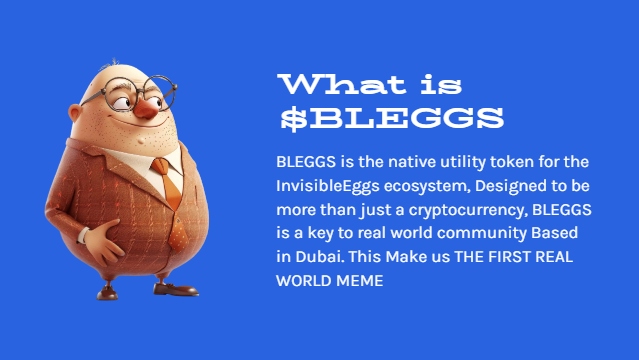 What is
$BLEGGS
BLEGGS is the native utility token for the
InvisibleEggs ecosystem, Designed to be
more than just a cryptocurrency, BLEGGS
is a key to real world community Based
in Dubai. This Make us THE FIRST REAL
WORLD MEME